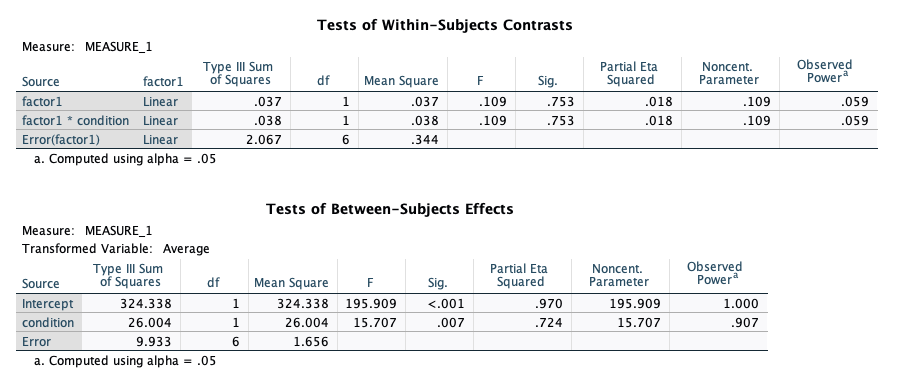 Tests of Within-Subjects Contrasts
Measure: MEASURE_1
Source factor1 Type III Sum of Squares df Mean Square F Sig. Partial Eta Squared Noncent. Parameter Observed Power^a
factor1 Linear .037 1 .037 .109 .753 .018 .109 .059
factor1 * condition Linear .038 1 .038 .109 .753 .018 .109 .059
Error(factor1) Linear 2.067 6 .344
a. Computed using alpha = .05
Tests of Between-Subjects Effects
Measure: MEASURE_1
Transformed Variable: Average
Source Type III Sum of Squares df Mean Square F Sig. Partial Eta Squared Noncent. Parameter Observed Power^a
Intercept 324.338 1 324.338 195.909 <.001 .970 195.909 1.000
condition 26.004 1 26.004 15.707 .007 .724 15.707 .907
Error 9.933 6 1.656
a. Computed using alpha = .05